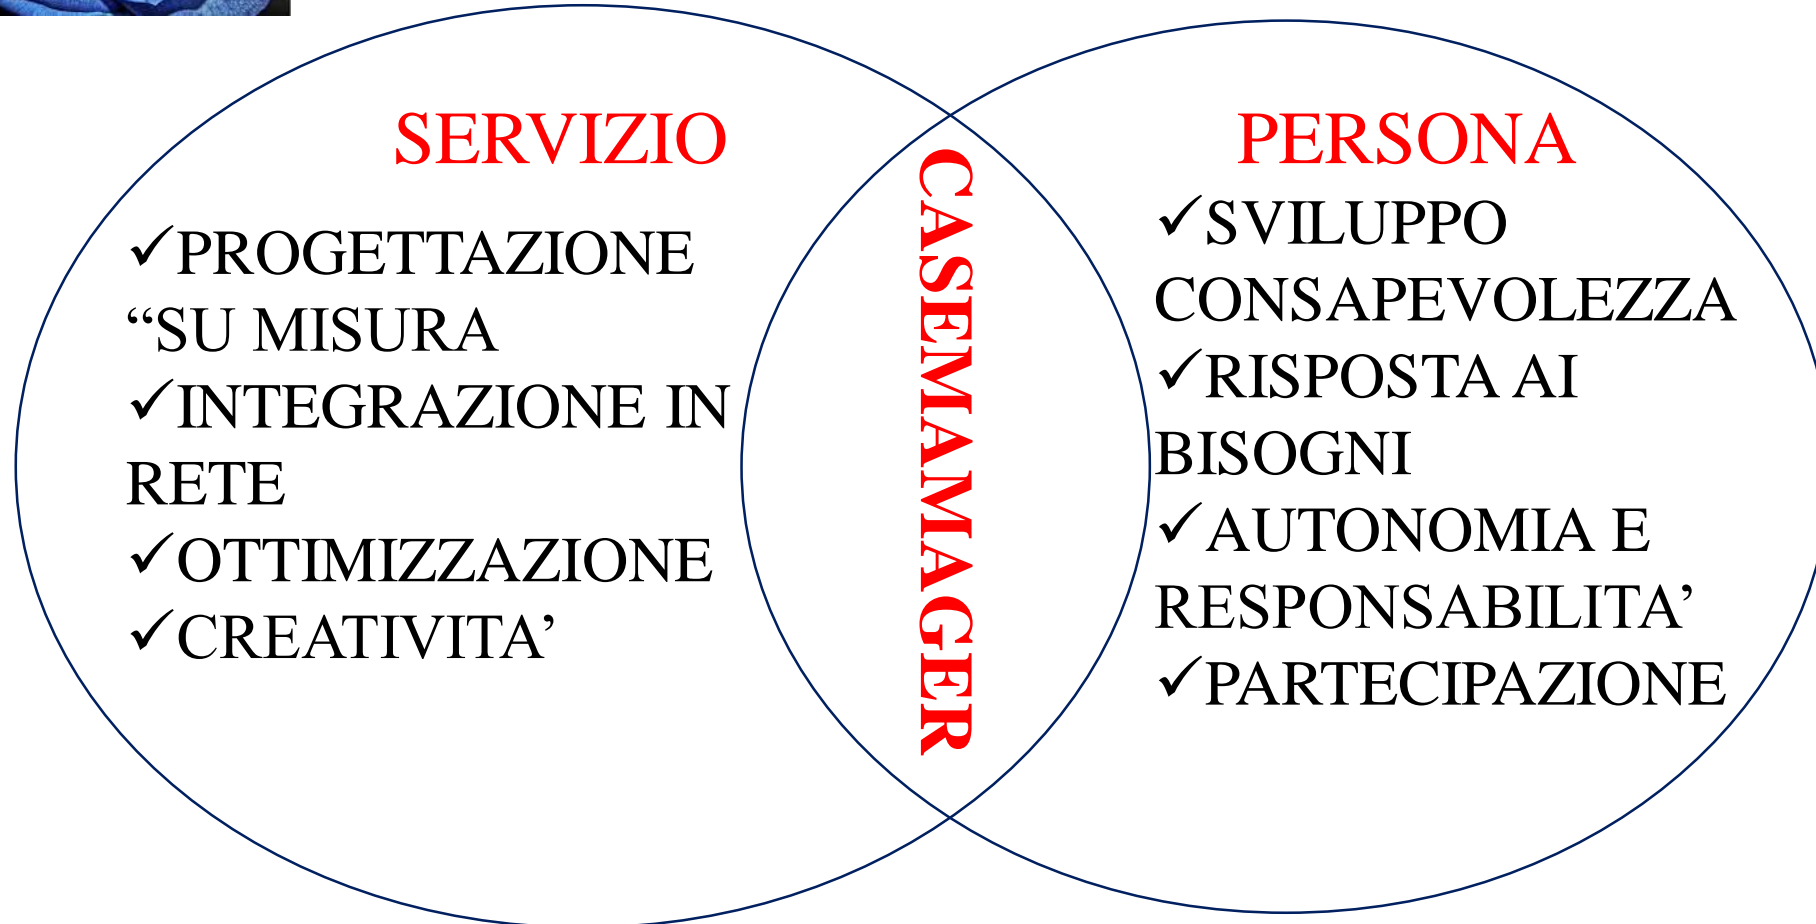 SERVIZIO
✓PROGETTAZIONE
“SU MISURA
✓INTEGRAZIONE IN
RETE
✓OTTIMIZZAZIONE
✓CREATIVITA’
CASEMAMAGER
PERSONA
✓SVILUPPO
CONSAPEVOLEZZA
✓RISPOSTA AI
BISOGNI
✓AUTONOMIA E
RESPONSABILITA’
✓PARTECIPAZIONE